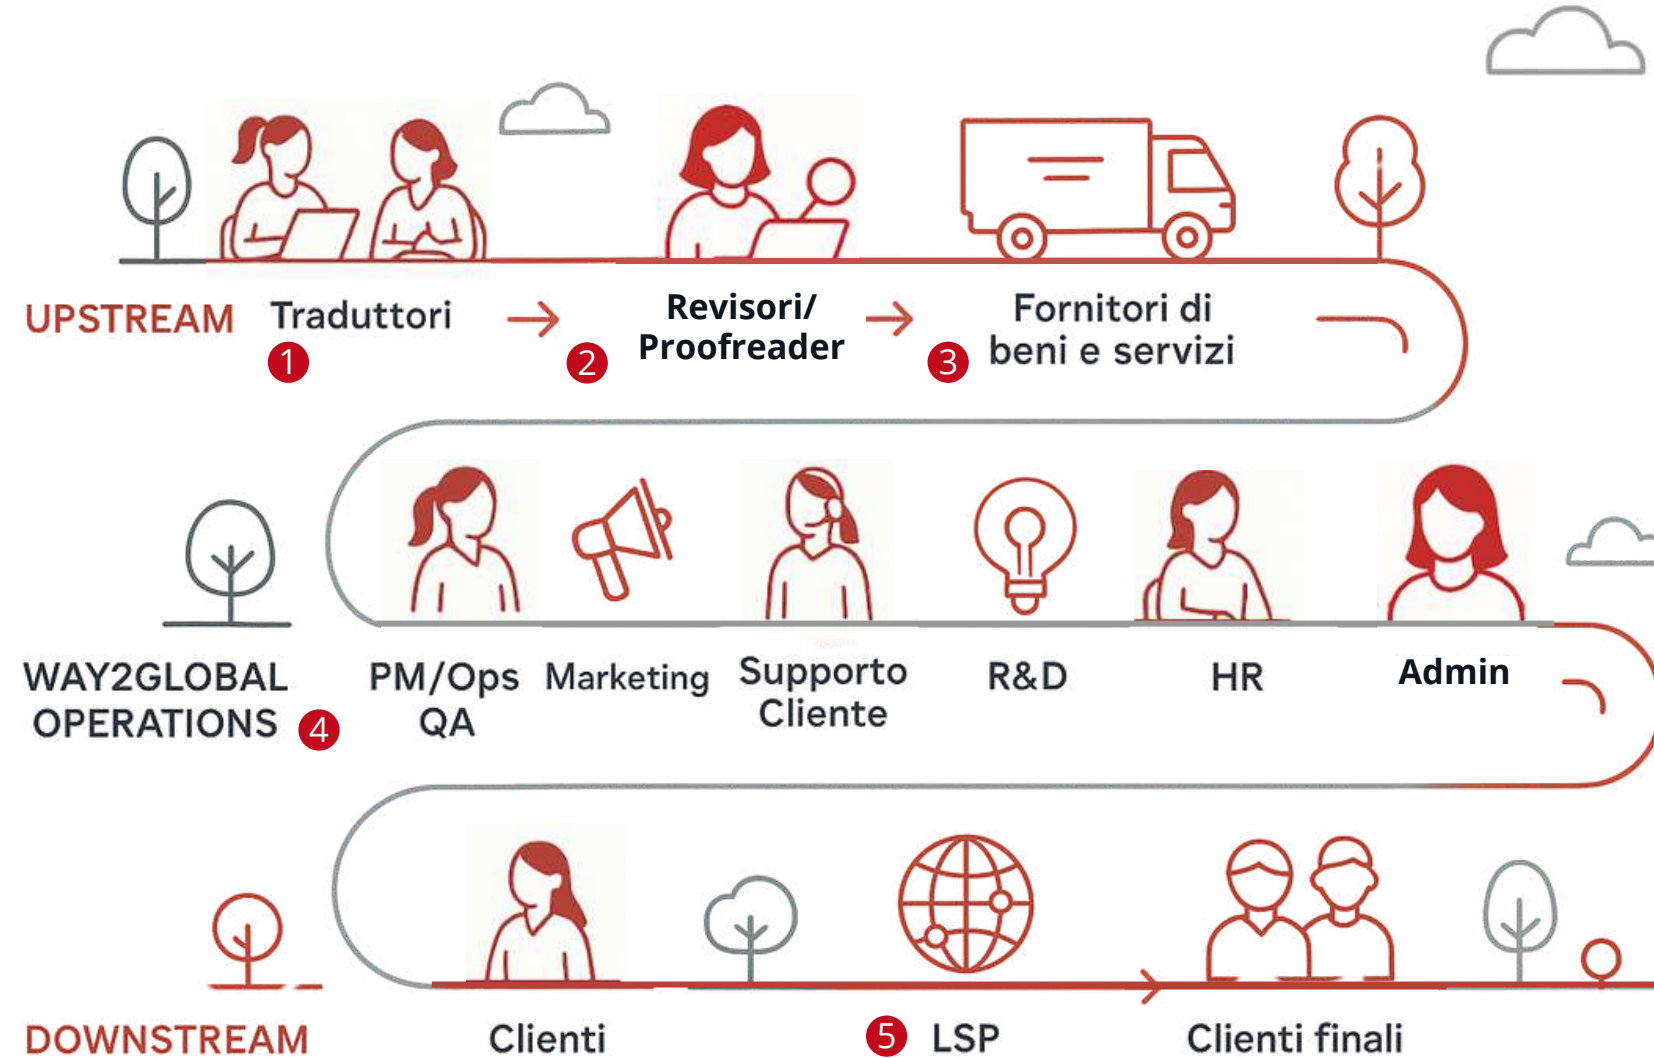 UPSTREAM
Traduttori
1
2
Revisori/
Proofreader
3
Fornitori di
beni e servizi
WAY2GLOBAL
OPERATIONS
4
PM/Ops
QA
Marketing
Supporto
Cliente
R&D
HR
Admin
DOWNSTREAM
Clienti
5
LSP
Clienti finali